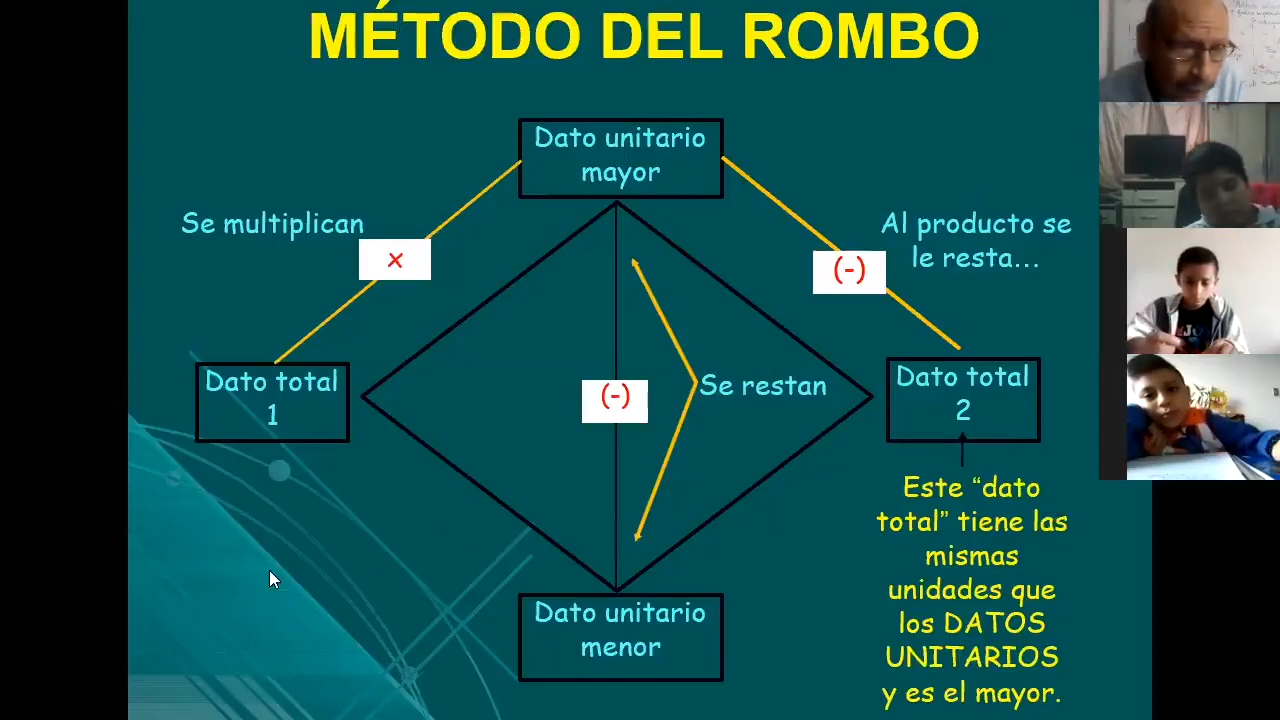 MÉTODO DEL ROMBO
Dato unitario
mayor
Se multiplican
x
Al producto se
le resta...
(-)
Dato total
1
(-)
Se restan
Dato total
2
Este “dato
total” tiene las
mismas
unidades que
los DATOS
UNITARIOS
y es el mayor.
Dato unitario
menor